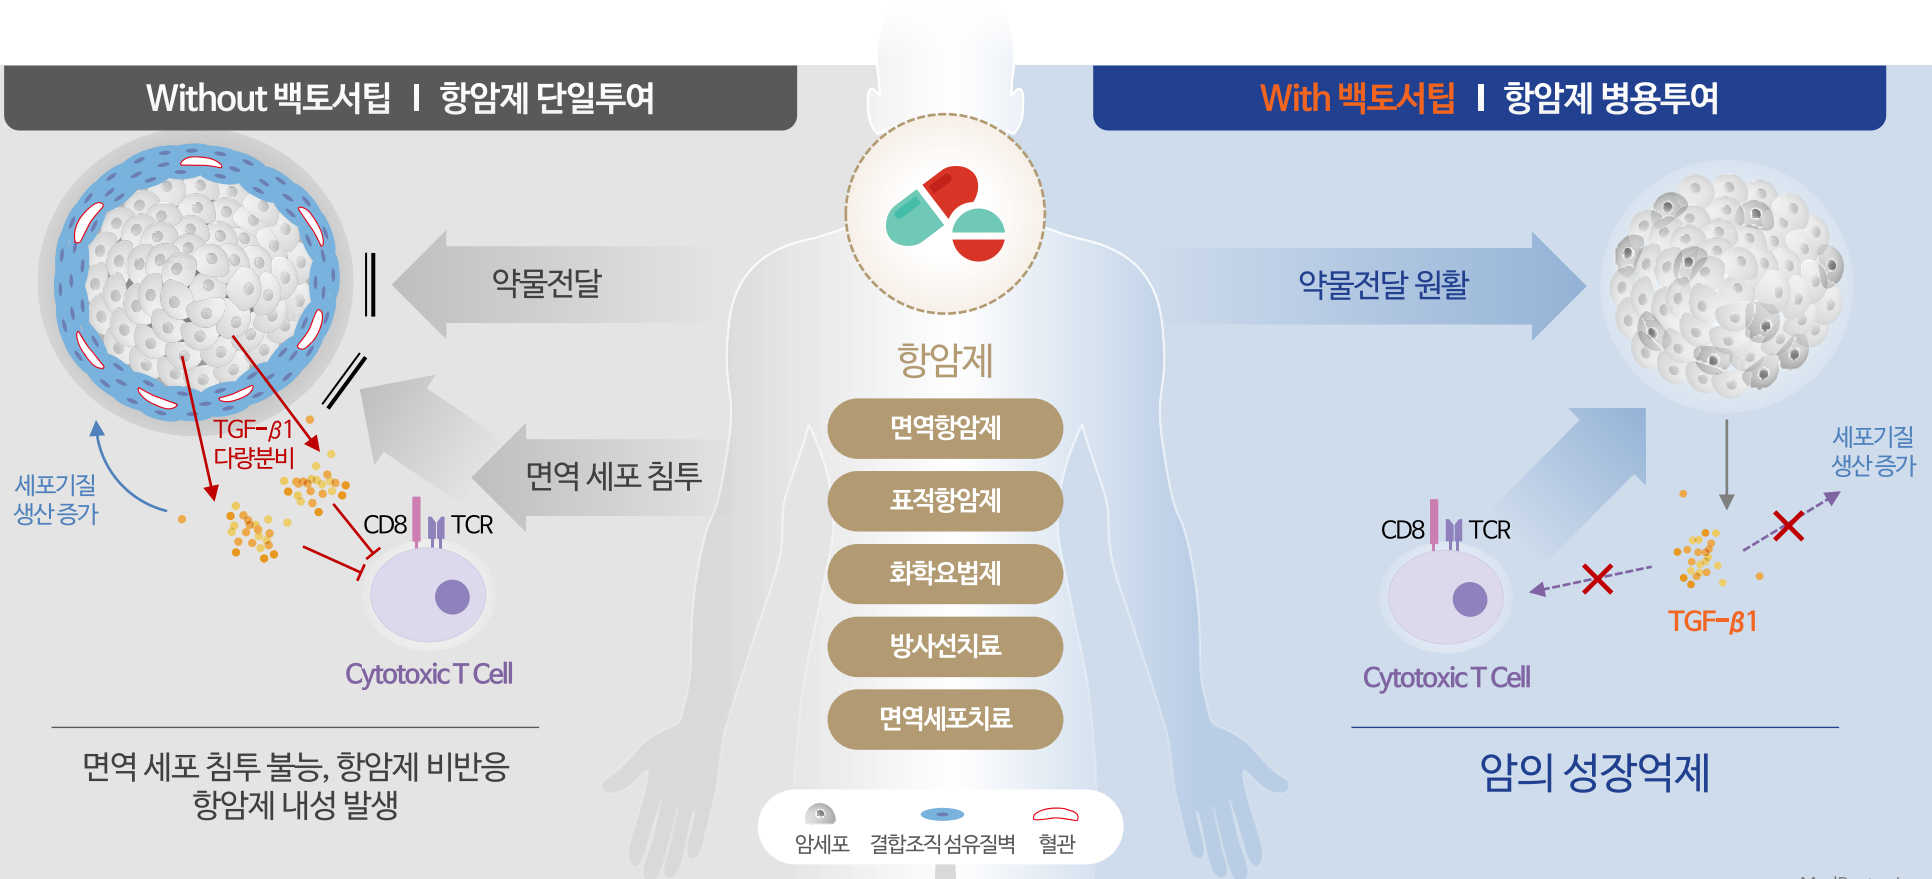 Without 백토서팁 I 항암제 단일투여
With 백토서팁 I 항암제 병용투여
약물전달
TGF-β1
다량분비
세포기질
생산 증가
면역 세포 침투
CD8
TCR
Cytotoxic T Cell
면역 세포 침투 불능, 항암제 비반응
항암제 내성 발생
항암제
면역항암제
표적항암제
화학요법제
방사선치료
면역세포치료
암세포
결합조직 섬유질벽
혈관
약물전달 원활
세포기질
생산 증가
CD8
TCR
TGF-β1
Cytotoxic T Cell
암의 성장억제